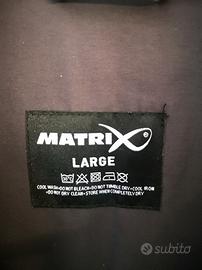 MATRIX
LARGE
COOL WASH•DO NOT BLEACH•DO NOT TUMBLE DRY•COOL IRON
•DO NOT DRY CLEAN•STORE WHEN COMPLETELY DRY
subito